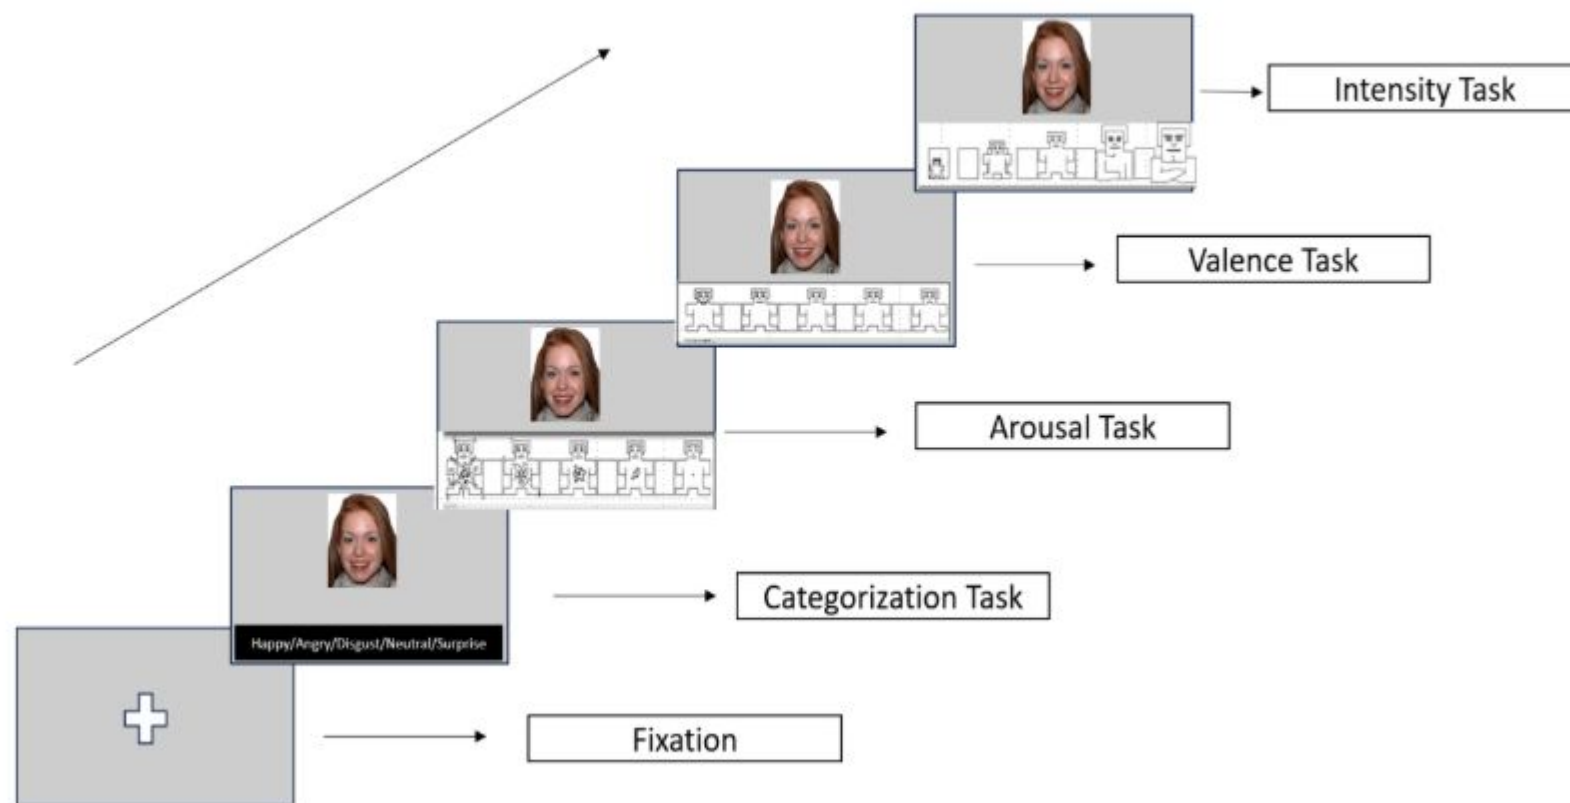 Intensity Task
Valence Task
Arousal Task
Categorization Task
Happy/Angry/Disgust/Neutral/Surprise
Fixation